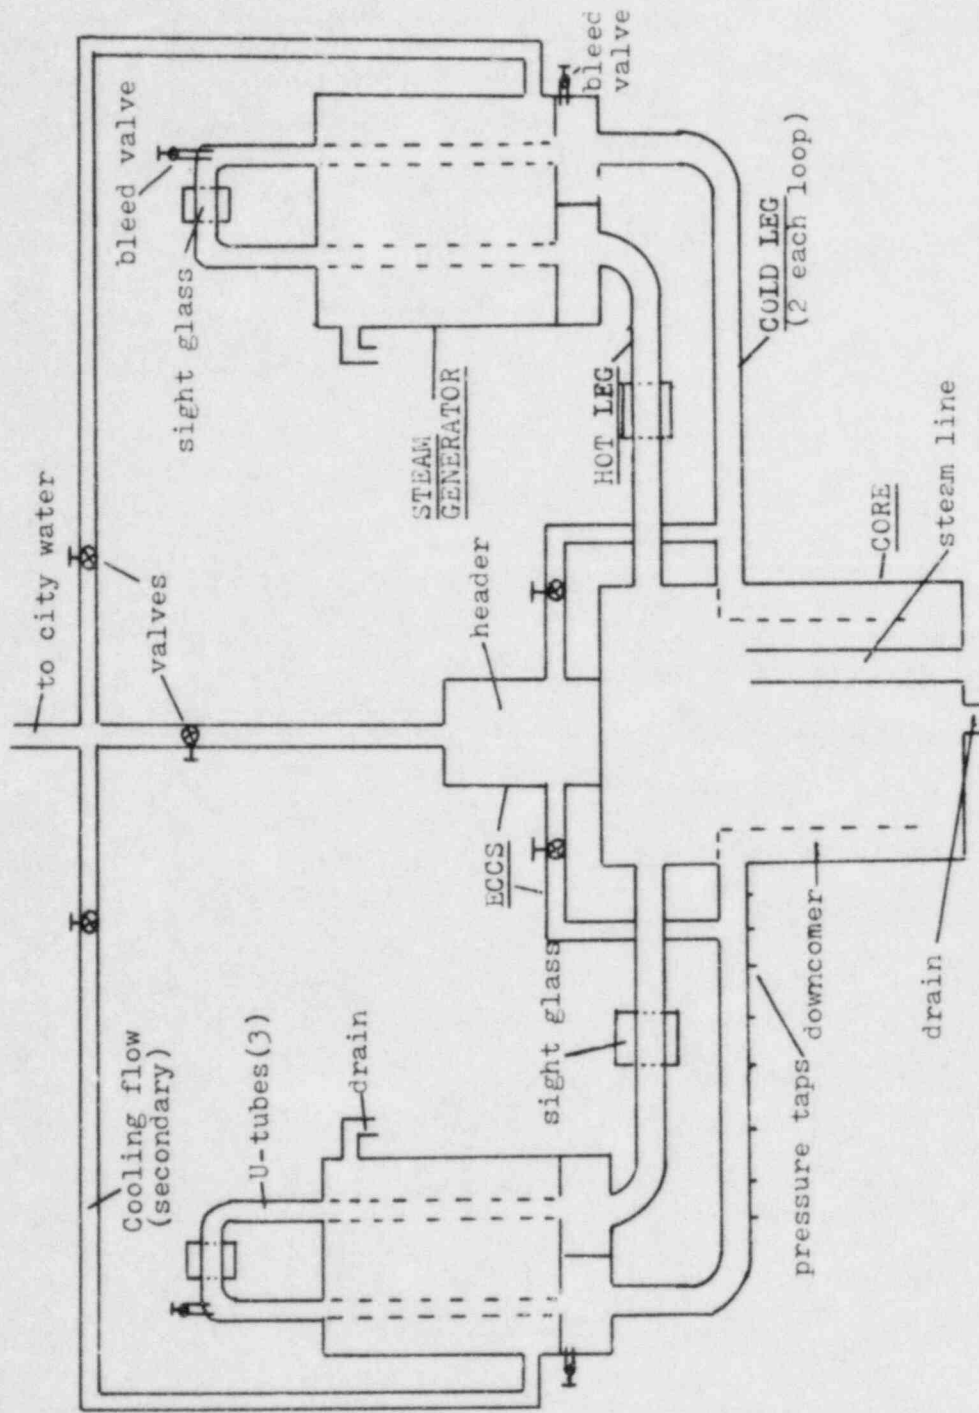 to city water
valves
bleed valve
sight glass
bleed
valve
Cooling flow
(secondary)
U-tubes(3)
drain
STEAM
GENERATOR
header
ECCS
HOT LEG
COLD LEG
(2 each loop)
sight glass
CORE
steam line
pressure taps
downcomer
drain